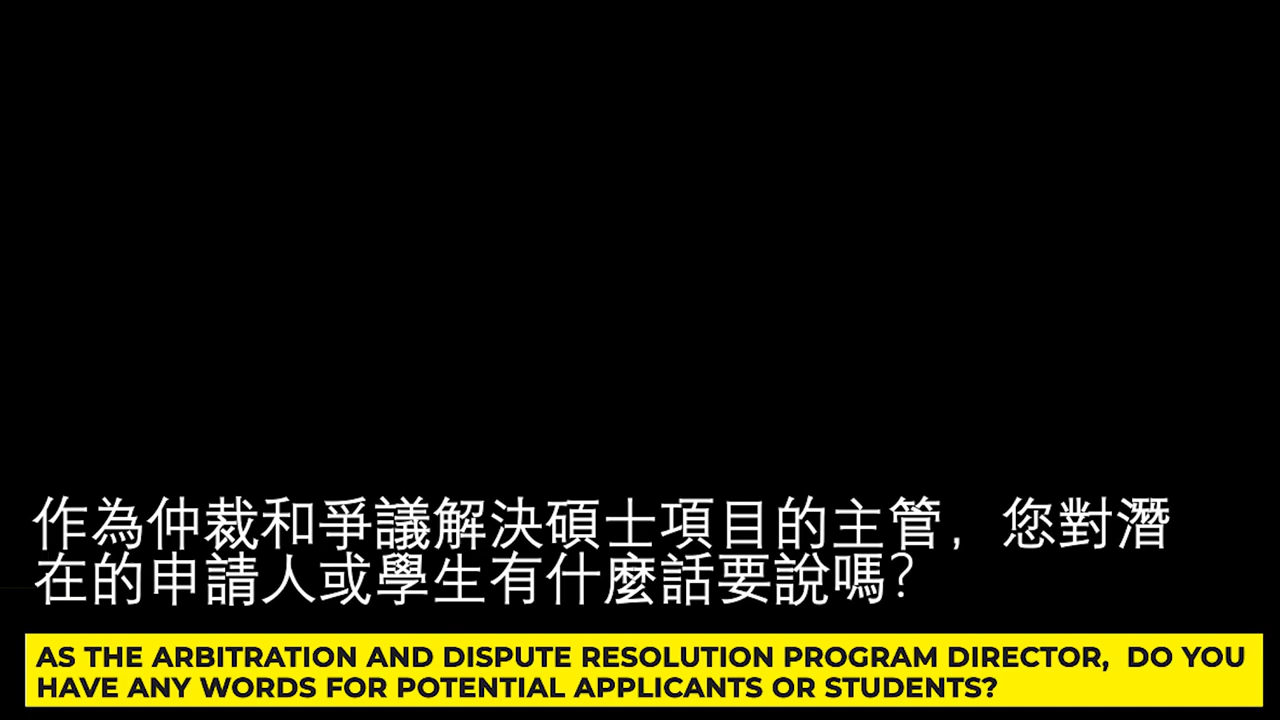 作為仲裁和爭議解決碩士項目的主管，您對潛
在的申請人或學生有什麼話要說嗎？
AS THE ARBITRATION AND DISPUTE RESOLUTION PROGRAM DIRECTOR,  DO YOU
HAVE ANY WORDS FOR POTENTIAL APPLICANTS OR STUDENTS?